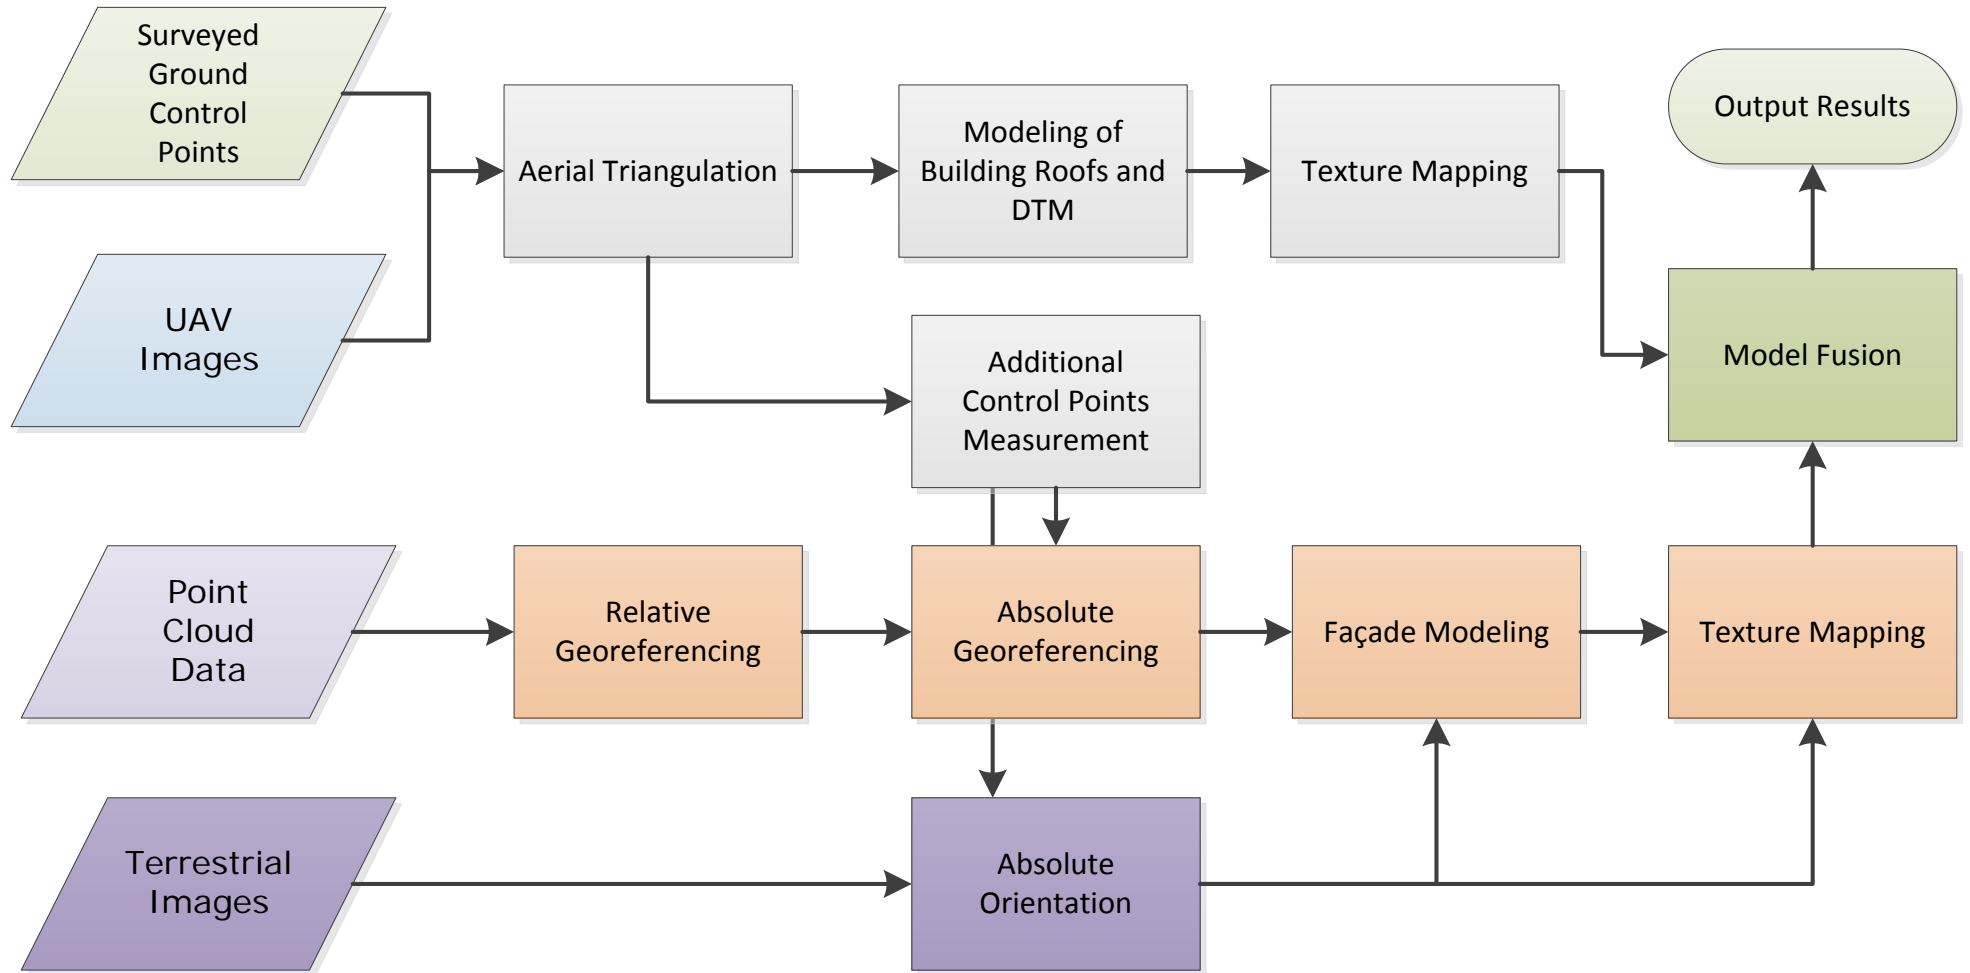 Surveyed
Ground
Control
Points
Aerial Triangulation
Modeling of
Building Roofs and
DTM
Texture Mapping
Output Results
UAV
Images
Additional
Control Points
Measurement
Model Fusion
Point
Cloud
Data
Relative
Georeferencing
Absolute
Georeferencing
Façade Modeling
Texture Mapping
Terrestrial
Images
Absolute
Orientation